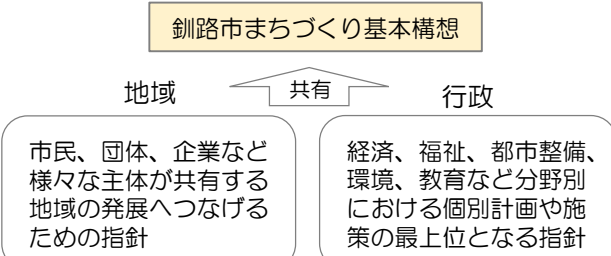 釧路市まちづくり基本構想
共有
地域
行政
市民、団体、企業など
様々な主体が共有する
地域の発展へつなげる
ための指針
経済、福祉、都市整備、
環境、教育など分野別
における個別計画や施
策の最上位となる指針